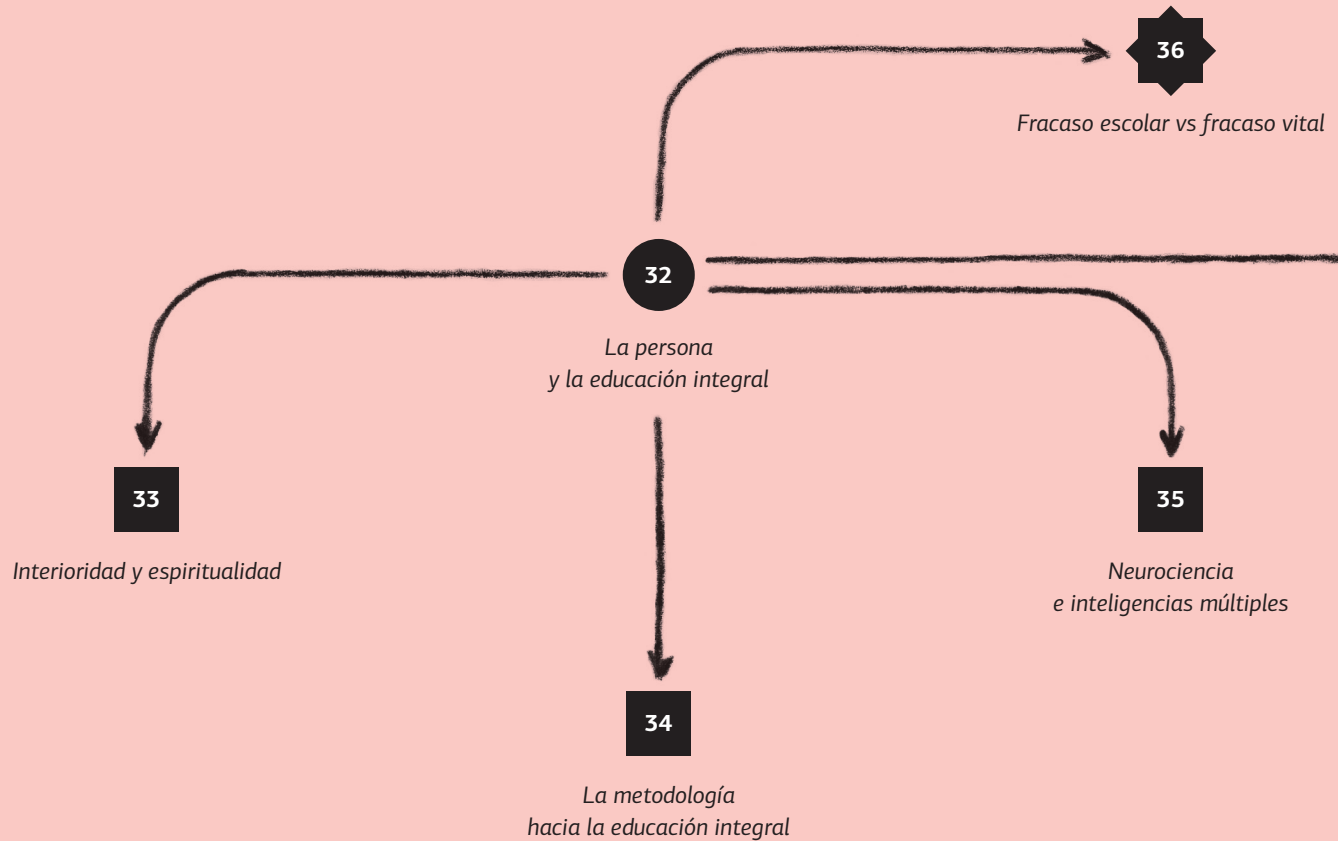 36
Fracaso escolar vs fracaso vital
32
La persona
y la educación integral
33
Interioridad y espiritualidad
35
Neurociencia
e inteligencias múltiples
34
La metodología
hacia la educación integral